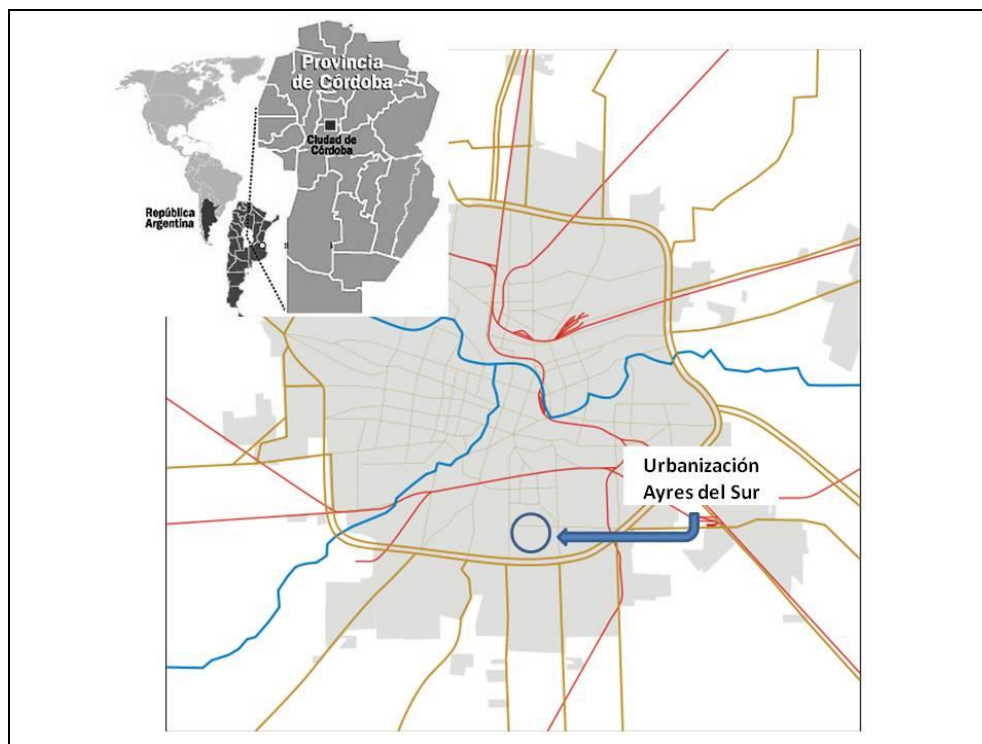 Provincia
de Córdoba
Ciudad de
Córdoba
República
Argentina
Urbanización
Ayres del Sur